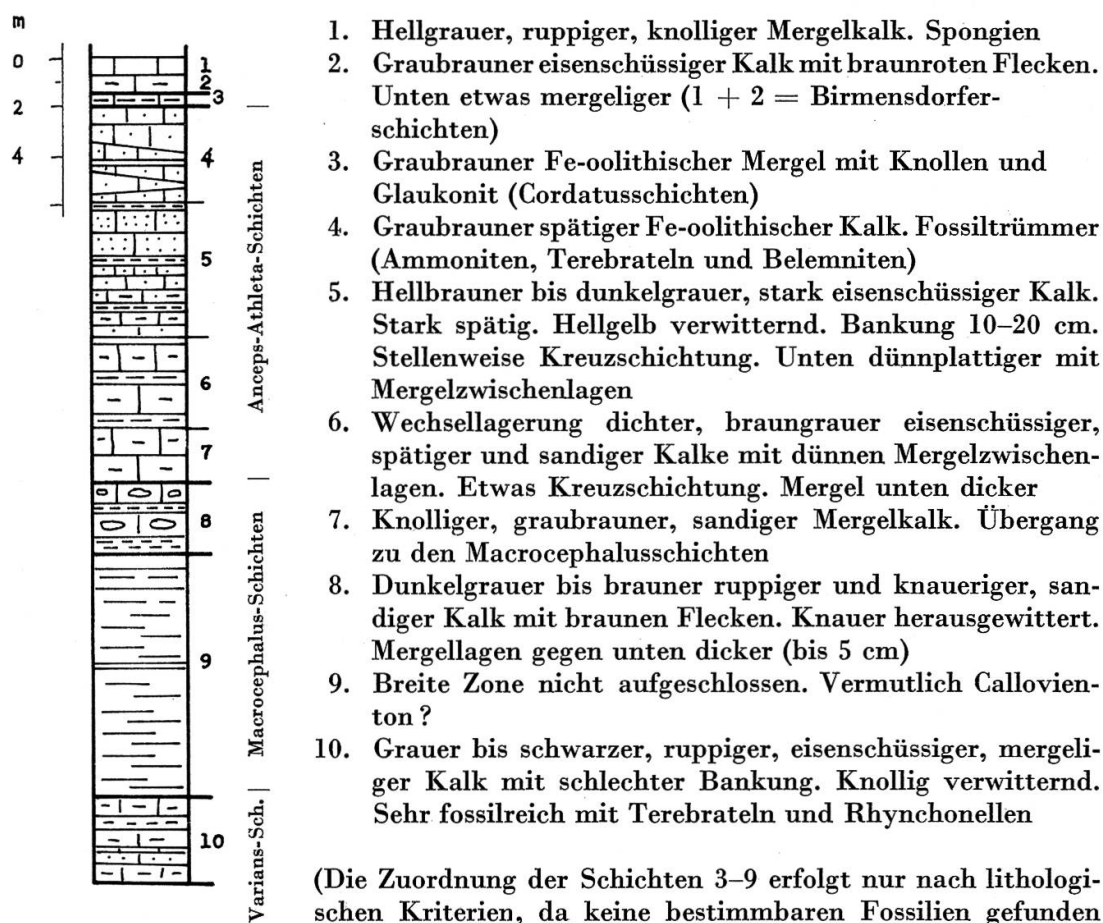 m
0
2
4
1
2
3
4
5
6
7
8
9
10
Anceps-Athleta-Schichten
Macrocephalus-Schichten
Varians-Sch.
1. Hellgrauer, ruppiger, knolliger Mergelkalk. Spongien
2. Graubrauner eisenschüssiger Kalk mit braunroten Flecken.
Unten etwas mergeliger (1 + 2 = Birmensdorfer-
schichten)
3. Graubrauner Fe-oolithischer Mergel mit Knollen und
Glaukonit (Cordatusschichten)
4. Graubrauner spätiger Fe-oolithischer Kalk. Fossiltrümmer
(Ammoniten, Terebrateln und Belemniten)
5. Hellbrauner bis dunkelgrauer, stark eisenschüssiger Kalk.
Stark spätig. Hellgelb verwitternd. Bankung 10–20 cm.
Stellenweise Kreuzschichtung. Unten dünnplattiger mit
Mergelzwischenlagen
6. Wechsellagerung dichter, braungrauer eisenschüssiger,
spätiger und sandiger Kalke mit dünnen Mergelzwischen-
lagen. Etwas Kreuzschichtung. Mergel unten dicker
7. Knolliger, graubrauner, sandiger Mergelkalk. Übergang
zu den Macrocephalusschichten
8. Dunkelgrauer bis brauner ruppiger und knaueriger, san-
diger Kalk mit braunen Flecken. Knauer herausgewittert.
Mergellagen gegen unten dicker (bis 5 cm)
9. Breite Zone nicht aufgeschlossen. Vermutlich Callovien-
ton ?
10. Grauer bis schwarzer, ruppiger, eisenschüssiger, mergeli-
ger Kalk mit schlechter Bankung. Knollig verwitternd.
Sehr fossilreich mit Terebrateln und Rhynchonellen
(Die Zuordnung der Schichten 3–9 erfolgt nur nach lithologi-
schen Kriterien, da keine bestimmbaren Fossilien gefunden